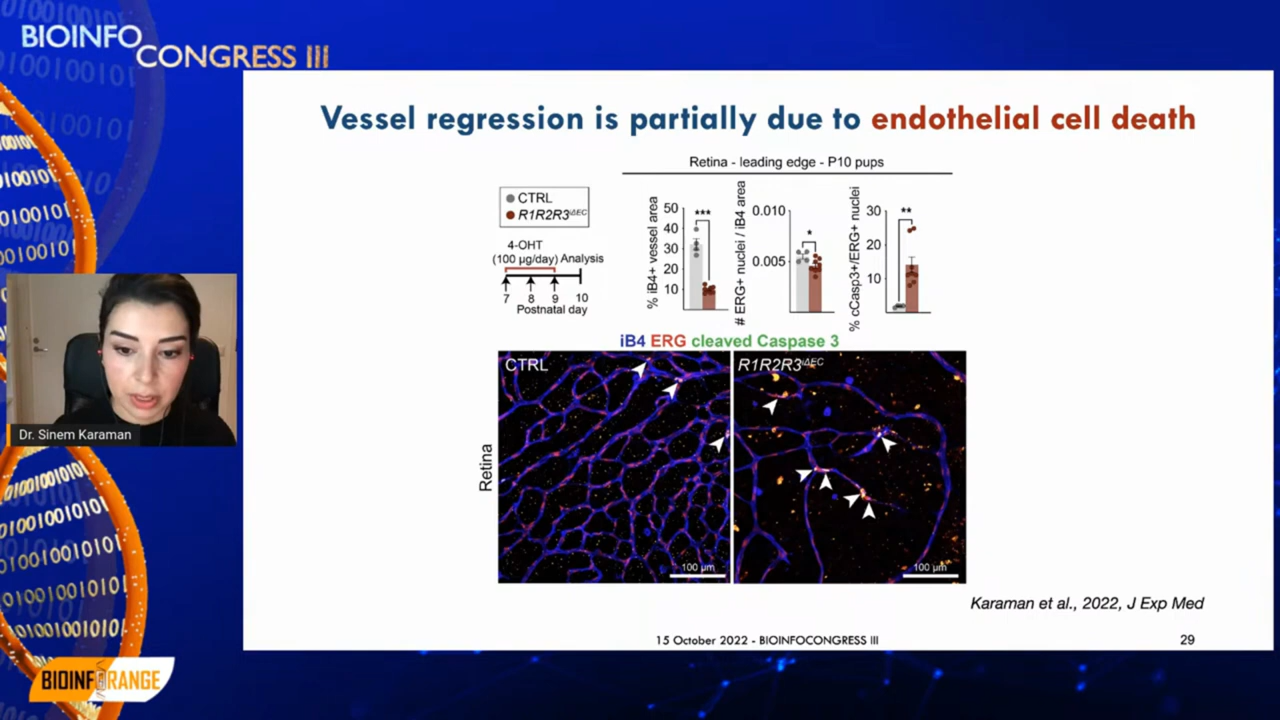 BIOINFO
CONGRESS III
Vessel regression is partially due to endothelial cell death
Retina - leading edge - P10 pups
CTRL
R1R2R3iΔEC
4-OHT
(100 µg/day) Analysis
7 8 9 10
Postnatal day
% iB4+ vessel area
50
40
30
20
10
***
# ERG+ nuclei / iB4 area
0.010
0.005
*
% cCasp3+/ERG+ nuclei
30
20
10
**
iB4 ERG cleaved Caspase 3
Retina
CTRL
100 µm
R1R2R3iΔEC
100 µm
Dr. Sinem Karaman
Karaman et al., 2022, J Exp Med
15 October 2022 - BIOINFOCONGRESS III
29
BIOINFORANGE